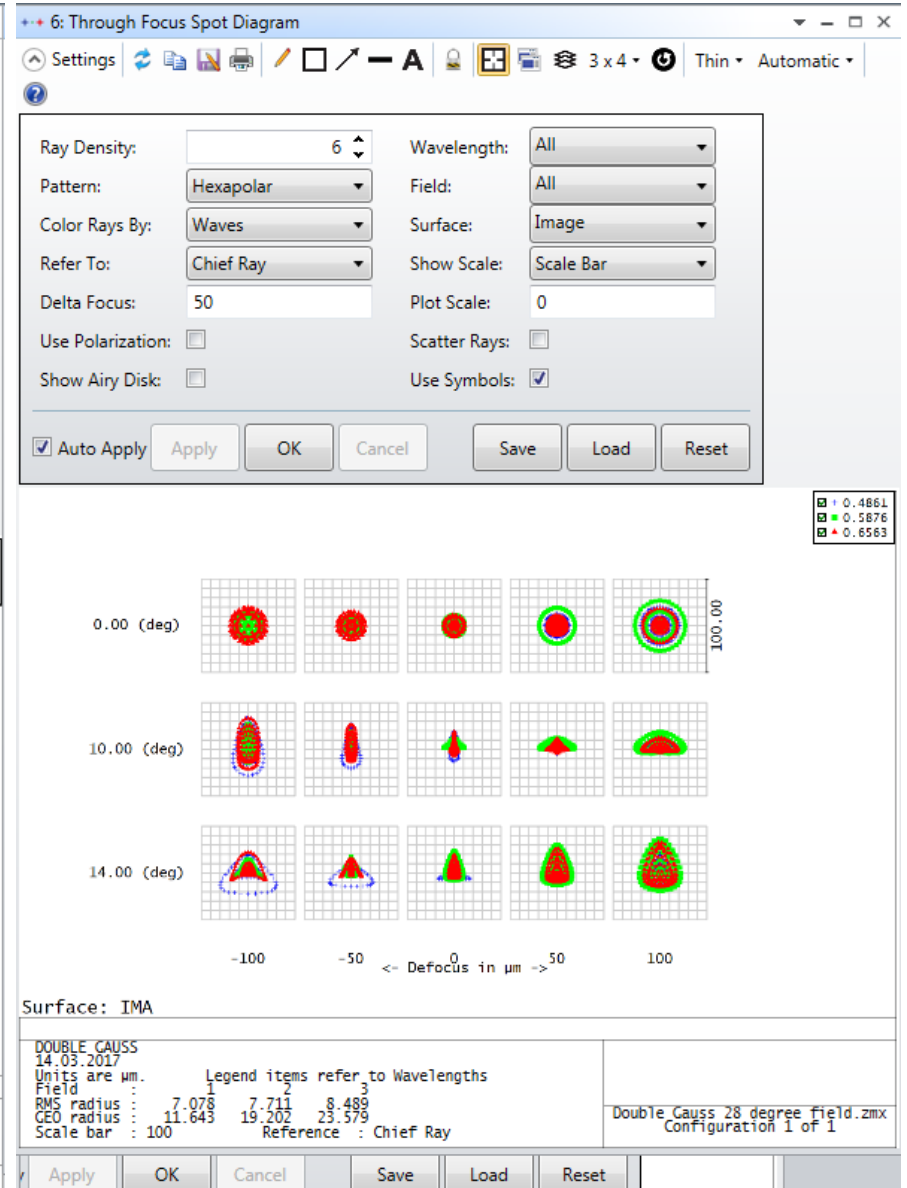 6: Through Focus Spot Diagram
Settings A 3 x 4 Thin Automatic
?
Ray Density: 6 Wavelength: All
Pattern: Hexapolar Field: All
Color Rays By: Waves Surface: Image
Refer To: Chief Ray Show Scale: Scale Bar
Delta Focus: 50 Plot Scale: 0
Use Polarization: Scatter Rays:
Show Airy Disk: Use Symbols:
Auto Apply Apply OK Cancel Save Load Reset
0.4861
0.5876
0.6563
0.00 (deg)
100.00
10.00 (deg)
14.00 (deg)
-100 -50 0 50 100
<- Defocus in µm ->
Surface: IMA
DOUBLE GAUSS
14.03.2017
Units are µm. Legend items refer to Wavelengths
Field : 1 2 3
RMS radius : 7.078 7.711 8.489
GEO radius : 11.643 19.202 23.579
Scale bar : 100 Reference : Chief Ray
Double Gauss 28 degree field.zmx
Configuration 1 of 1
Apply OK Cancel Save Load Reset